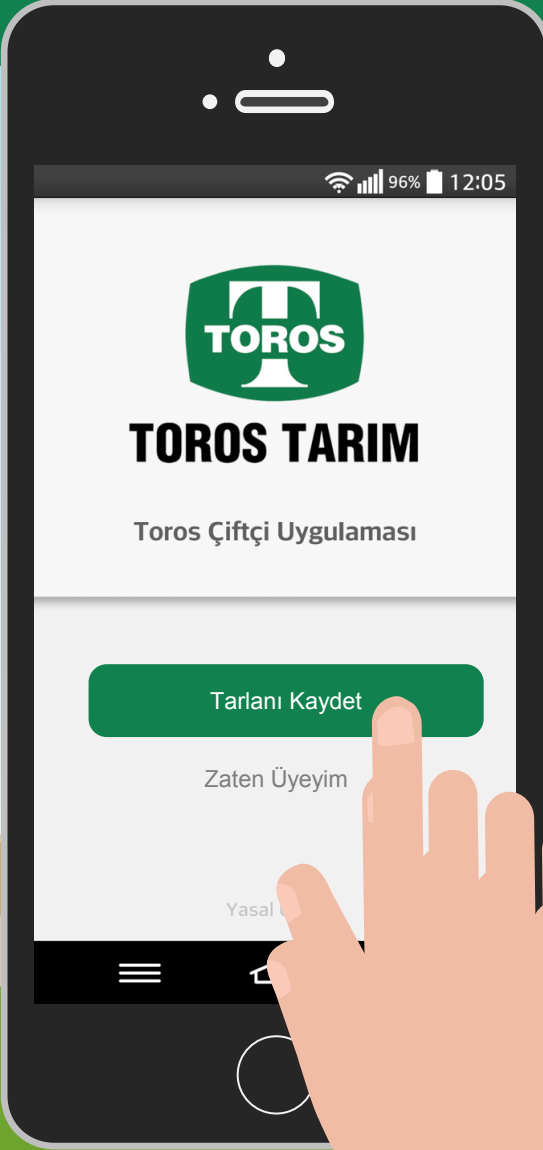 96% 12:05
TOROS
TOROS TARIM
Toros Çiftçi Uygulaması
Tarlanı Kaydet
Zaten Üyeyim
Yasal